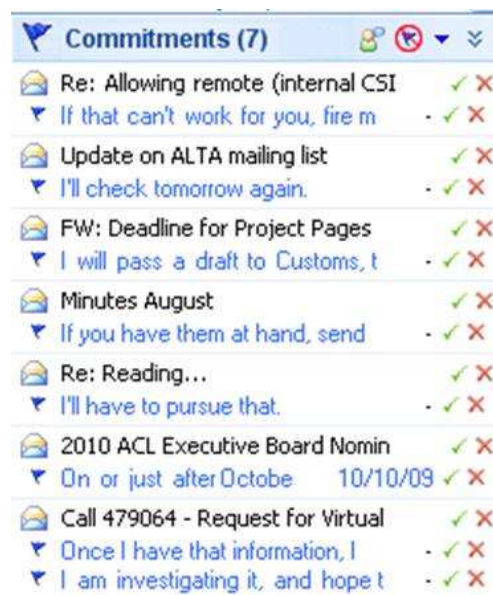 Commitments (7)
Re: Allowing remote (internal CSI
If that can't work for you, fire m -
Update on ALTA mailing list
I'll check tomorrow again. -
FW: Deadline for Project Pages
I will pass a draft to Customs, t -
Minutes August
If you have them at hand, send -
Re: Reading...
I'll have to pursue that. -
2010 ACL Executive Board Nomin
On or just after Octobe 10/10/09
Call 479064 - Request for Virtual
Once I have that information, I -
I am investigating it, and hope t -